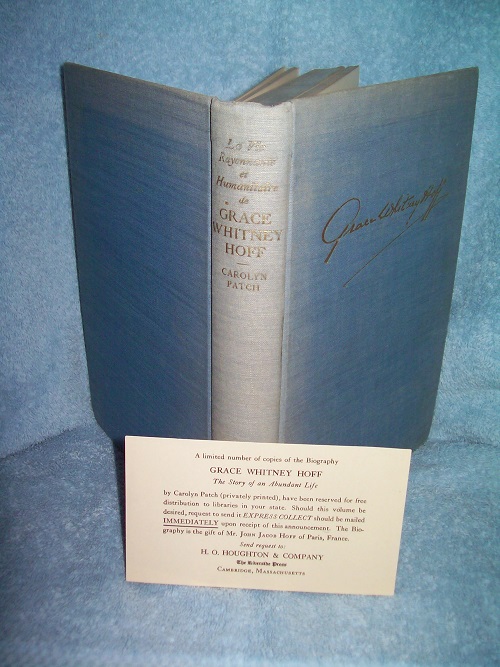 La Vie
Rayonnante
et
Humanitaire
de
GRACE
WHITNEY
HOFF
CAROLYN
PATCH
Grace Whitney Hoff
A limited number of copies of the Biography
GRACE WHITNEY HOFF
The Story of an Abundant Life
by Carolyn Patch (privately printed), have been reserved for free
distribution to libraries in your state. Should this volume be
desired, request to send it EXPRESS COLLECT should be mailed
IMMEDIATELY upon receipt of this announcement. The Bio-
graphy is the gift of Mr. John Jacob Hoff of Paris, France.
Send request to:
H. O. HOUGHTON & COMPANY
The Riverside Press
Cambridge, Massachusetts